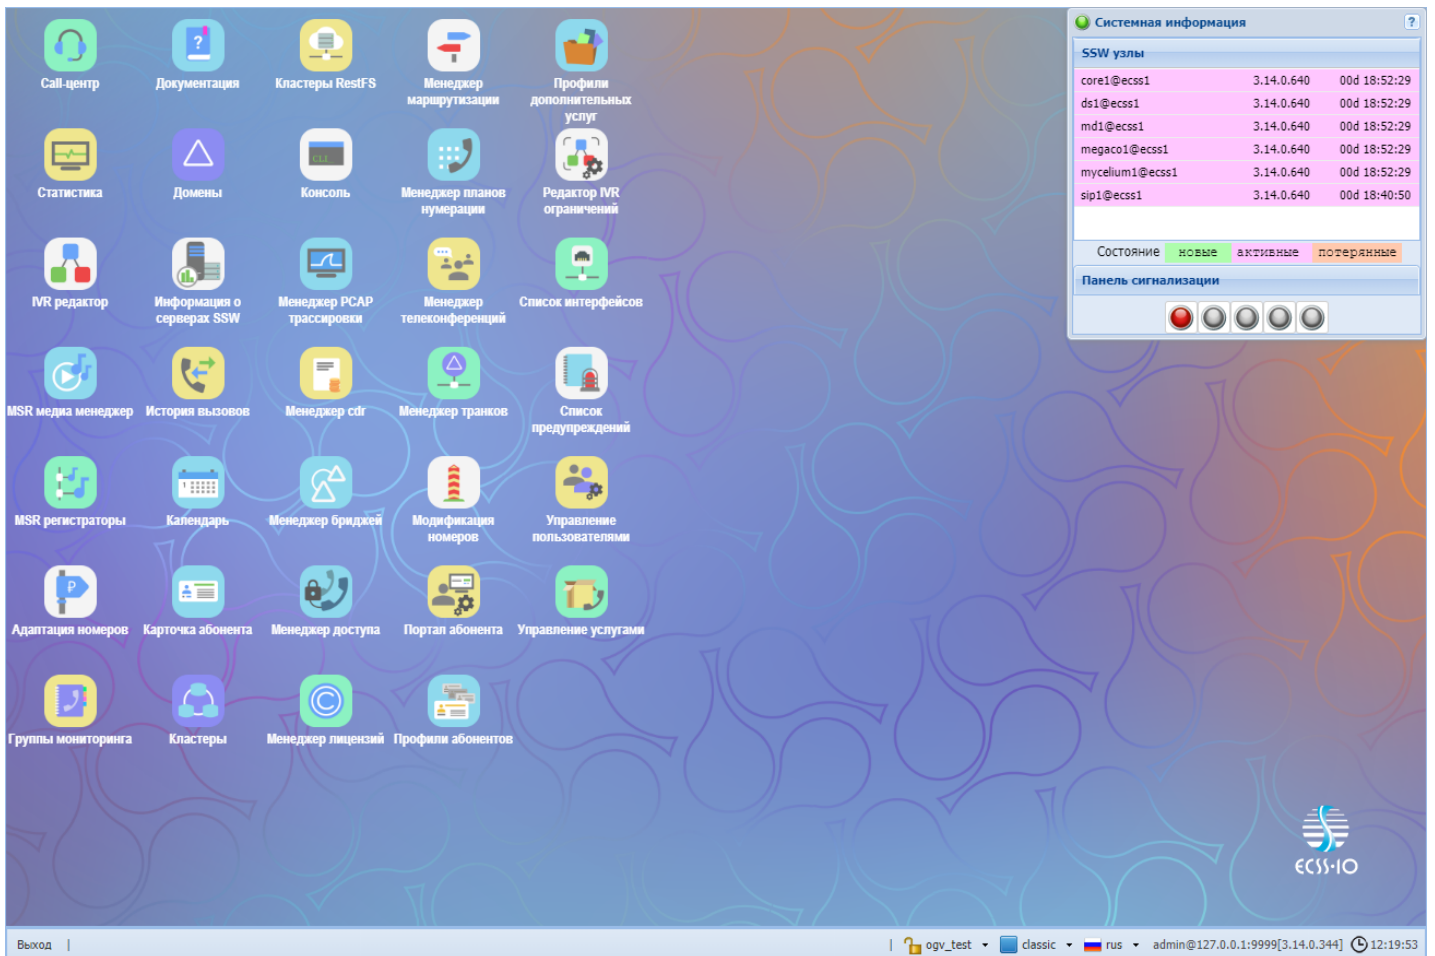 Call-центр
Документация
Кластеры RestFS
Менеджер
маршрутизации
Профили
дополнительных
услуг
Статистика
Домены
CLI_
Консоль
Менеджер планов
нумерации
Редактор IVR
ограничений
IVR редактор
Информация о
серверах SSW
Менеджер PCAP
трассировки
Менеджер
телеконференций
Список интерфейсов
MSR медиа менеджер
История вызовов
Менеджер cdr
Менеджер транков
Список
предупреждений
MSR регистраторы
Календарь
Менеджер бриджей
Модификация
номеров
Управление
пользователями
Адаптация номеров
Карточка абонента
Менеджер доступа
Портал абонента
Управление услугами
Группы мониторинга
Кластеры
Менеджер лицензий
Профили абонентов
Системная информация ?
SSW узлы
core1@ecss1 3.14.0.640 00d 18:52:29
ds1@ecss1 3.14.0.640 00d 18:52:29
md1@ecss1 3.14.0.640 00d 18:52:29
megaco1@ecss1 3.14.0.640 00d 18:52:29
mycelium1@ecss1 3.14.0.640 00d 18:52:29
sip1@ecss1 3.14.0.640 00d 18:40:50
Состояние новые активные потерянные
Панель сигнализации
ECSS·10
Выход | | ogv_test classic rus admin@127.0.0.1:9999[3.14.0.344] 12:19:53